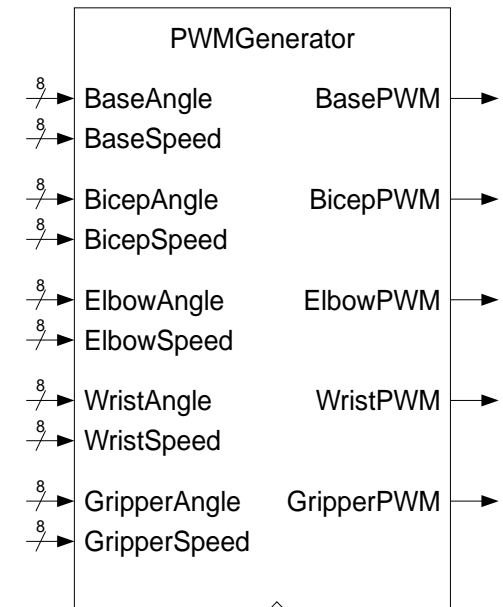 PWMGenerator
8 BaseAngle BasePWM
8 BaseSpeed
8 BicepAngle BicepPWM
8 BicepSpeed
8 ElbowAngle ElbowPWM
8 ElbowSpeed
8 WristAngle WristPWM
8 WristSpeed
8 GripperAngle GripperPWM
8 GripperSpeed